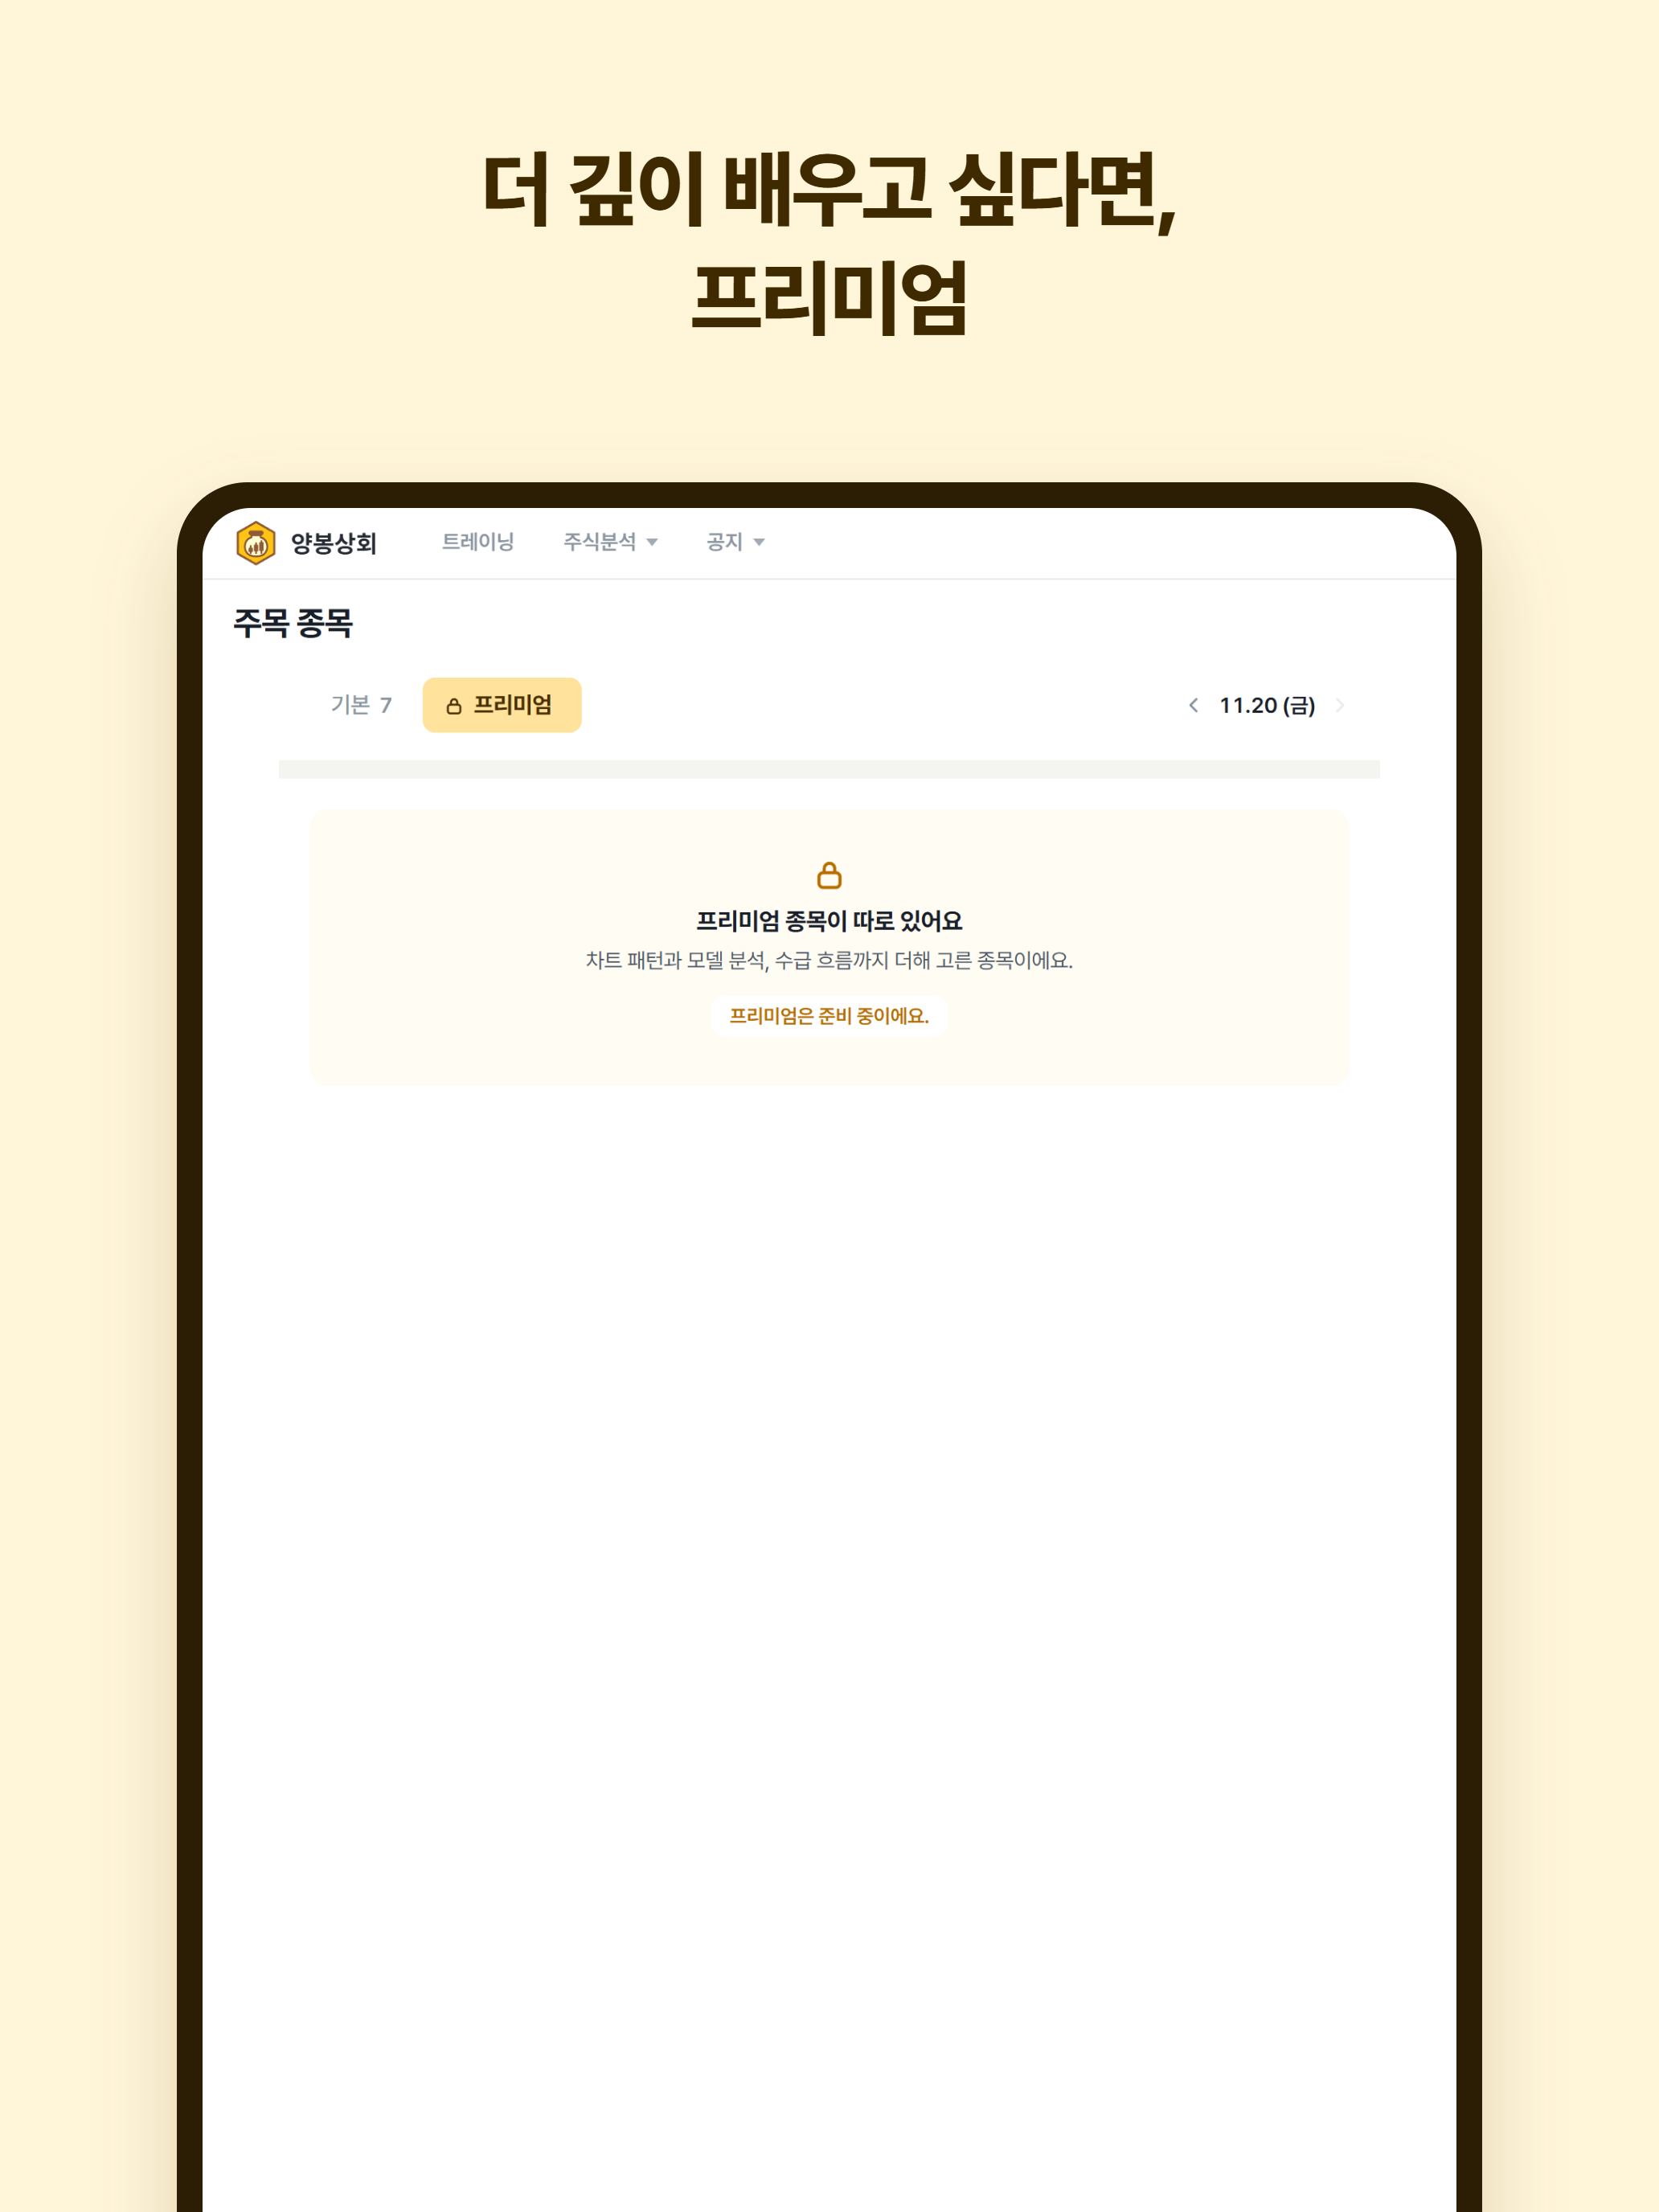 더 깊이 배우고 싶다면,
프리미엄
양봉상회 트레이닝 주식분석 공지
주목 종목
기본 7 프리미엄 11.20 (금)
프리미엄 종목이 따로 있어요
차트 패턴과 모델 분석, 수급 흐름까지 더해 고른 종목이에요.
프리미엄은 준비 중이에요.